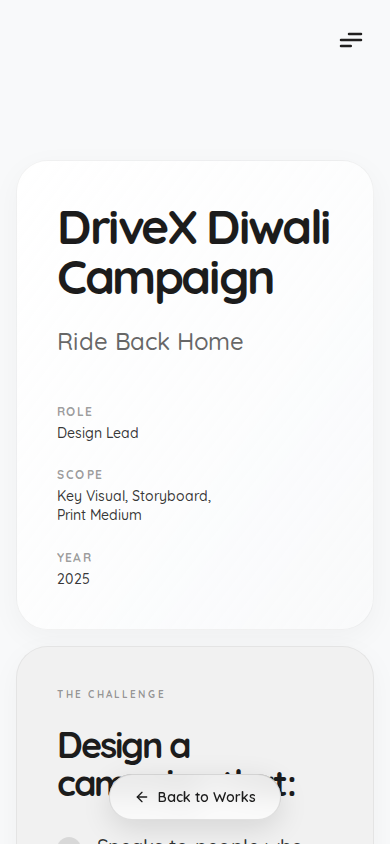 DriveX Diwali
Campaign
Ride Back Home
ROLE
Design Lead
SCOPE
Key Visual, Storyboard,
Print Medium
YEAR
2025
THE CHALLENGE
Design a
Back to Works